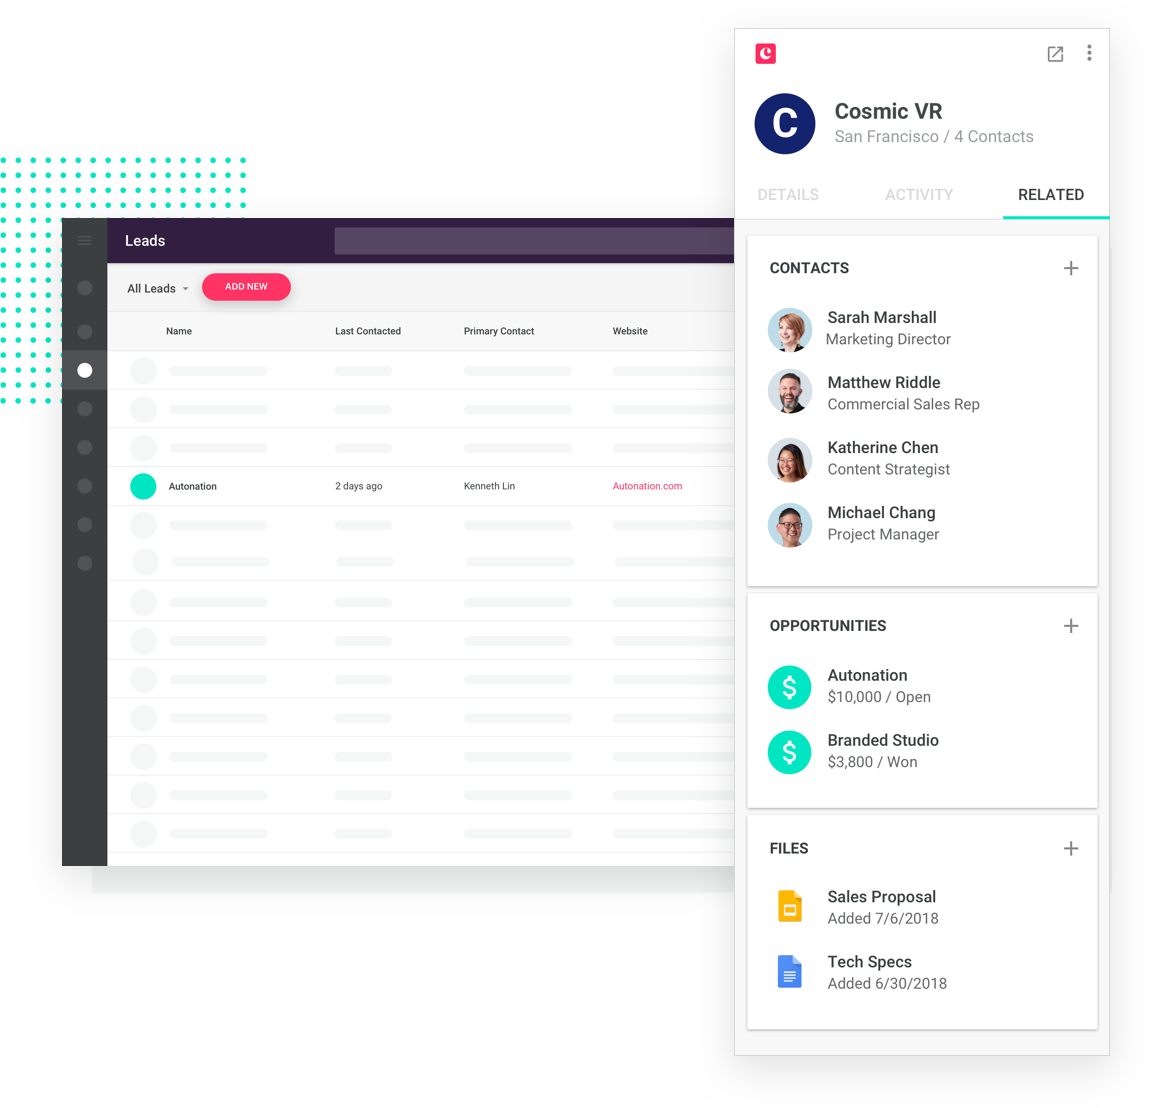 Leads
All Leads
ADD NEW
Name Last Contacted Primary Contact Website
Autonation 2 days ago Kenneth Lin Autonation.com
C
Cosmic VR
San Francisco / 4 Contacts
DETAILS ACTIVITY RELATED
CONTACTS
Sarah Marshall
Marketing Director
Matthew Riddle
Commercial Sales Rep
Katherine Chen
Content Strategist
Michael Chang
Project Manager
OPPORTUNITIES
$
Autonation
$10,000 / Open
$
Branded Studio
$3,800 / Won
FILES
Sales Proposal
Added 7/6/2018
Tech Specs
Added 6/30/2018